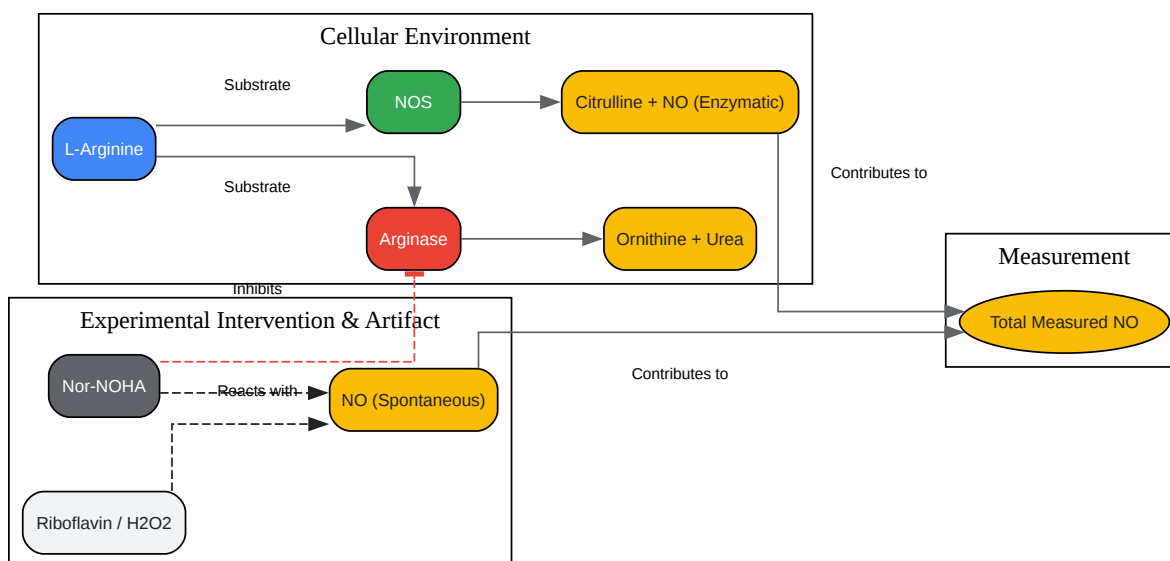 Cellular Environment
Substrate
NOS
Citrulline + NO (Enzymatic)
L-Arginine
Contributes to
Substrate
Arginase
Ornithine + Urea
Measurement
Inhibits
Experimental Intervention & Artifact
Total Measured NO
Nor-NOHA
Reacts with
NO (Spontaneous)
Contributes to
Riboflavin / H2O2